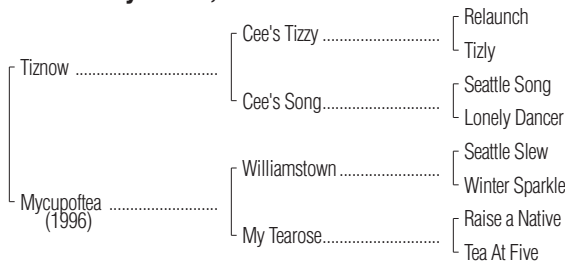 Relaunch
Cee's Tizzy
Tizly
Tiznow
Seattle Song
Cee's Song
Lonely Dancer
Seattle Slew
Williamstown
Winter Sparkle
Mycupoftea
(1996)
Raise a Native
My Tearose
Tea At Five